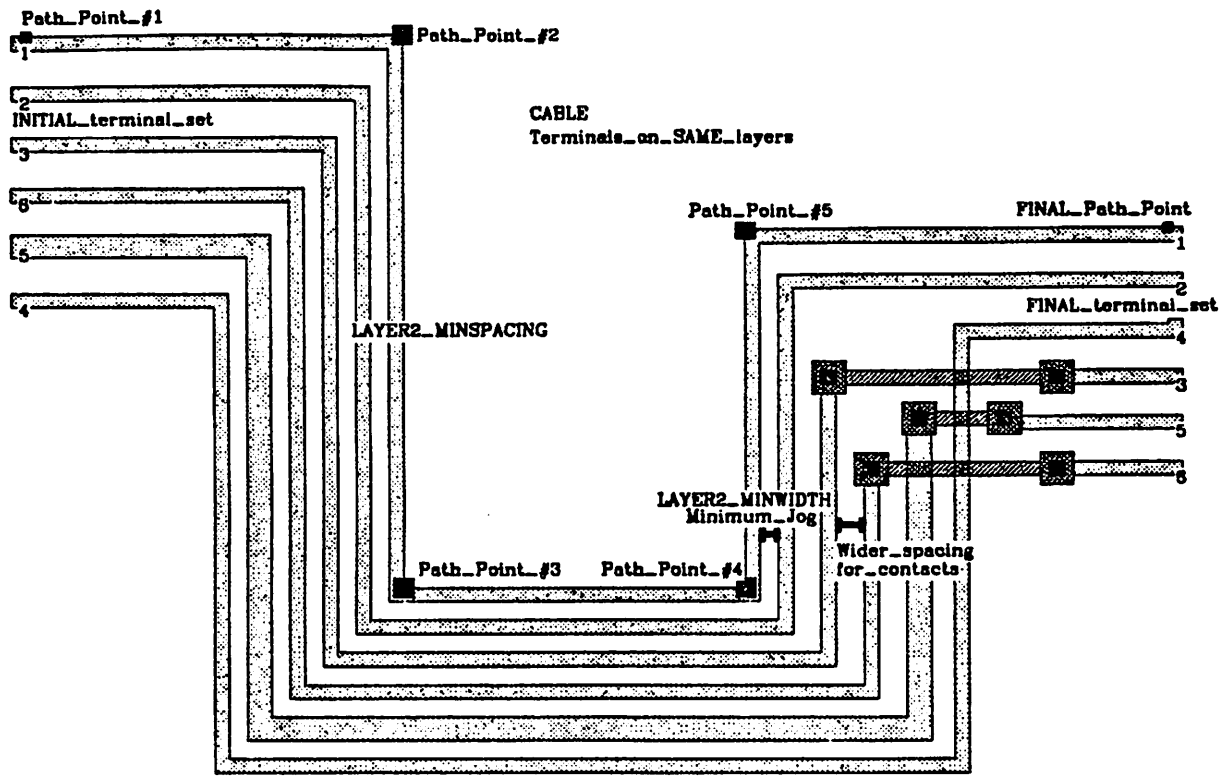 Path_Point_#1
1
Path_Point_#2
2
INITIAL_terminal_set
3
6
5
4
CABLE
Terminals_on_SAME_layers
Path_Point_#5
FINAL_Path_Point
1
2
FINAL_terminal_set
4
3
5
6
LAYER2_MINSPACING
LAYER2_MINWIDTH
Minimum_Jog
Wider_spacing
for_contacts
Path_Point_#3
Path_Point_#4